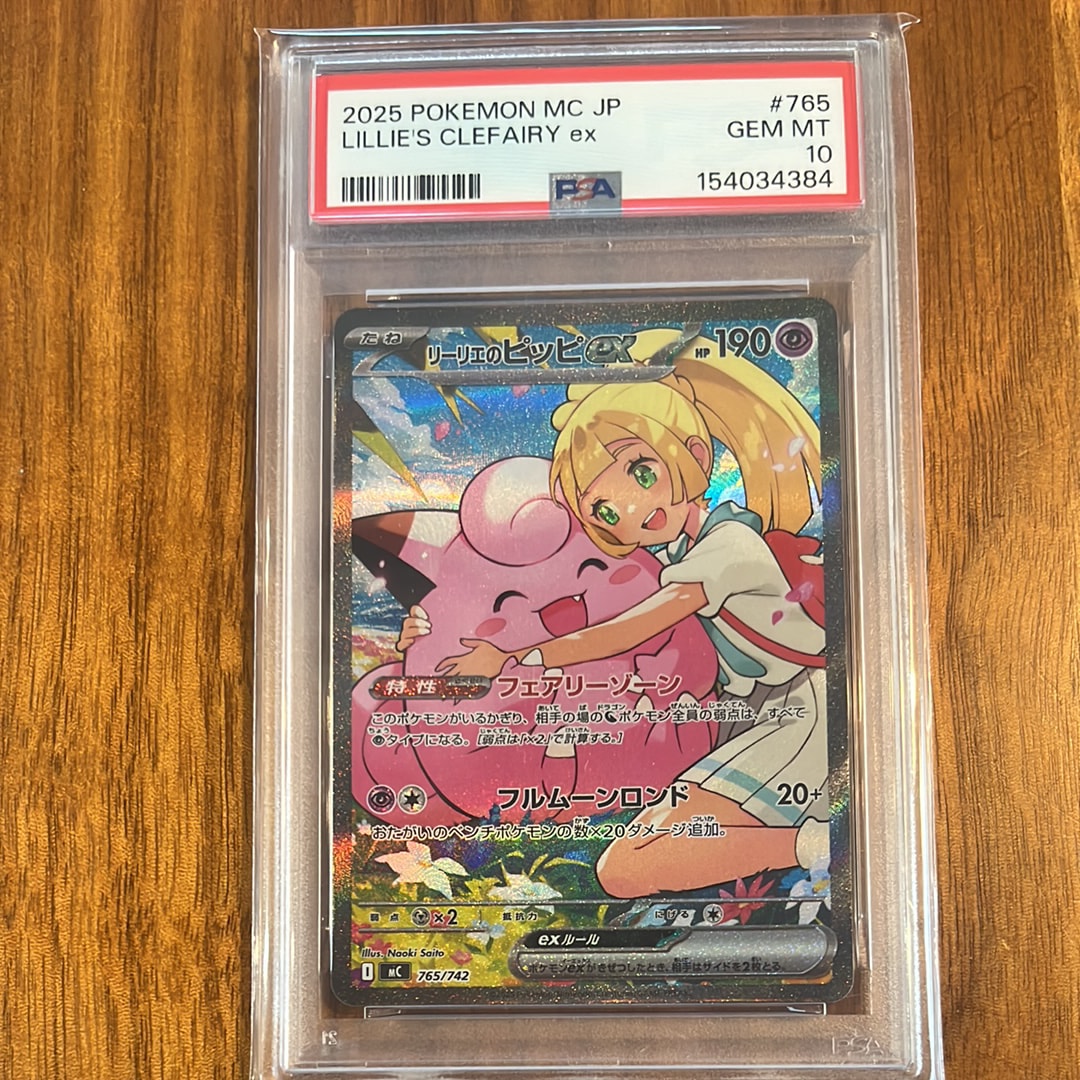 2025 POKEMON MC JP #765
LILLIE'S CLEFAIRY ex GEM MT
10
PSA 154034384
たね リーリエのピッピex HP 190
特性 フェアリーゾーン
このポケモンがいるかぎり、相手の場のポケモン全員の弱点は、すべて
タイプになる。[弱点は「×2」で計算する。]
フルムーンロンド 20+
おたがいのベンチポケモンの数×20ダメージ追加。
弱点 ×2 抵抗力 にげる
exルール
ポケモンexがきぜつしたとき、相手はサイドを2枚とる。
Illus. Naoki Saito
I MC 765/742
PSA